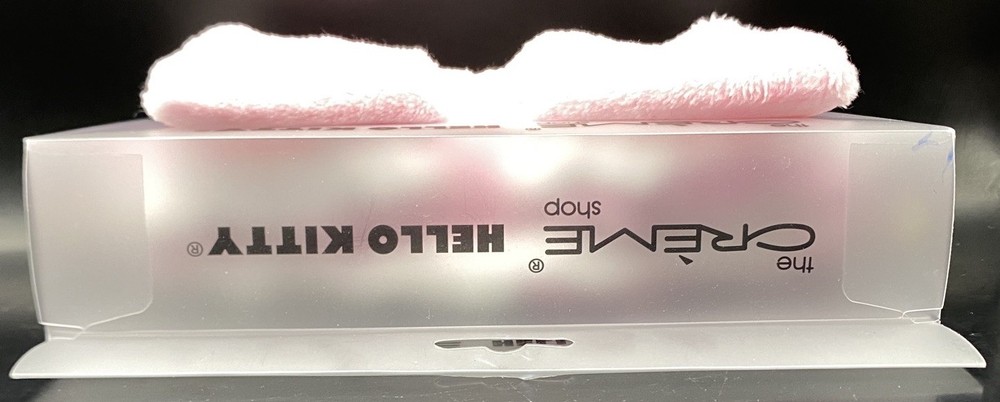 the
CRÈME®
shop
HELLO KITTY®